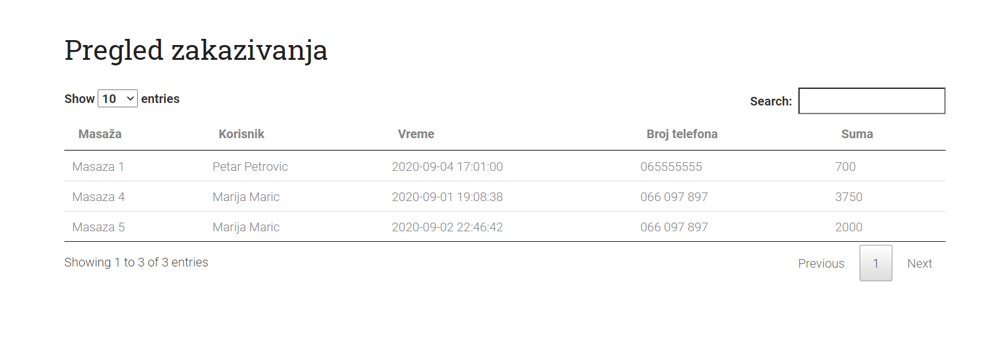 Pregled zakazivanja
Show 10 entries
Search:
Masaža Korisnik Vreme Broj telefona Suma
Masaza 1 Petar Petrovic 2020-09-04 17:01:00 065555555 700
Masaza 4 Marija Maric 2020-09-01 19:08:38 066 097 897 3750
Masaza 5 Marija Maric 2020-09-02 22:46:42 066 097 897 2000
Showing 1 to 3 of 3 entries
Previous 1 Next